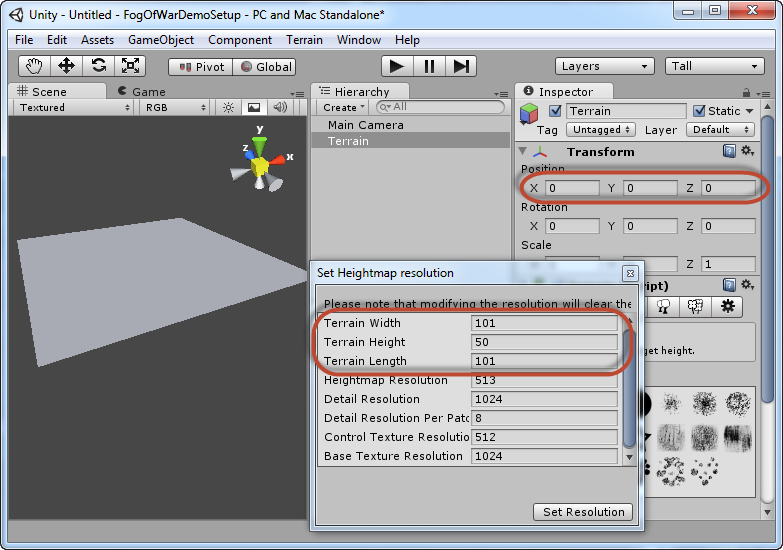 Unity - Untitled - FogOfWarDemoSetup - PC and Mac Standalone*
File Edit Assets GameObject Component Terrain Window Help
Pivot Global Layers Tall
Scene Game Hierarchy Inspector
Textured RGB Create All Terrain Static
Main Camera Tag Untagged Layer Default
Terrain Transform
Position
X 0 Y 0 Z 0
Rotation
X 0 Y 0 Z 0
Scale
Z 1
Set Heightmap resolution
ript)
Please note that modifying the resolution will clear the
Terrain Width 101
Terrain Height 50
get height.
Terrain Length 101
Heightmap Resolution 513
Detail Resolution 1024
Detail Resolution Per Patc 8
Control Texture Resolutio 512
Base Texture Resolution 1024
Set Resolution
y
z
x